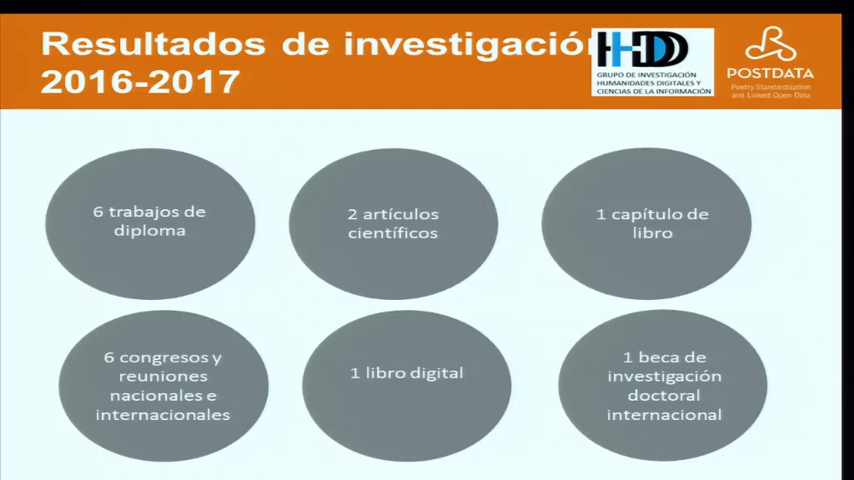 Resultados de investigación
2016-2017
HHDD
GRUPO DE INVESTIGACIÓN
HUMANIDADES DIGITALES Y
CIENCIAS DE LA INFORMACIÓN
POSTDATA
Poetry Standardization
and Linked Open Data
6 trabajos de
diploma
2 artículos
científicos
1 capítulo de
libro
6 congresos y
reuniones
nacionales e
internacionales
1 libro digital
1 beca de
investigación
doctoral
internacional